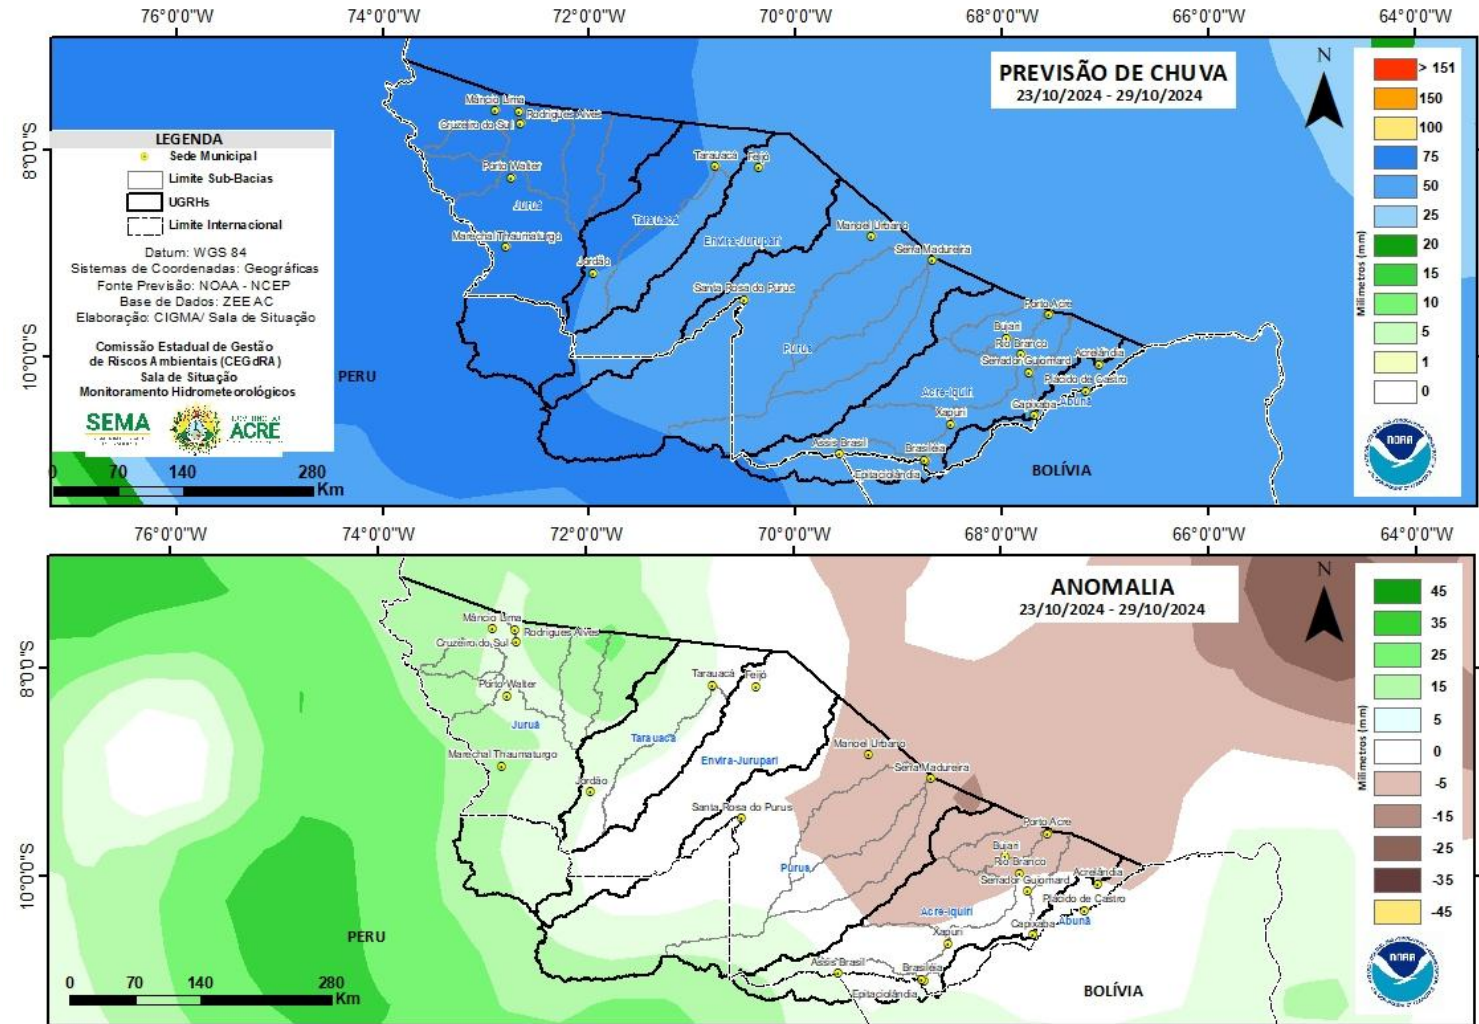 76°0'0"W 74°0'0"W 72°0'0"W 70°0'0"W 68°0'0"W 66°0'0"W 64°0'0"W
PREVISÃO DE CHUVA
23/10/2024 - 29/10/2024
N
> 151
150
100
75
50
25
20
15
10
5
1
0
Milímetros (mm)
8°0'0"S
10°0'0"S
LEGENDA
Sede Municipal
Limite Sub-Bacias
UGRHs
Limite Internacional
Datum: WGS 84
Sistemas de Coordenadas: Geográficas
Fonte Previsão: NOAA - NCEP
Base de Dados: ZEE AC
Elaboração: CIGMA/ Sala de Situação
Comissão Estadual de Gestão
de Riscos Ambientais (CEGdRA)
Sala de Situação
Monitoramento Hidrometeorológicos
SEMA
ACRE
0 70 140 280
Km
Mâncio Lima
Rodrigues Alves
Cruzeiro do Sul
Porto Walter
Juruá
Marechal Thaumaturgo
Jordão
Tarauacá
Feijó
Tarauacá
Envira-Jurupari
Santa Rosa do Purus
Manoel Urbano
Sena Madureira
Purus
Porto Acre
Bujari
Rio Branco
Senador Guiomard
Acrelândia
Plácido de Castro
Acre-Iquiri
Capixaba
Abunã
Xapuri
Assis Brasil
Brasiléia
Epitaciolândia
PERU
BOLÍVIA
NOAA
76°0'0"W 74°0'0"W 72°0'0"W 70°0'0"W 68°0'0"W 66°0'0"W 64°0'0"W
ANOMALIA
23/10/2024 - 29/10/2024
N
45
35
25
15
5
0
-5
-15
-25
-35
-45
Milímetros (mm)
8°0'0"S
10°0'0"S
Mâncio Lima
Rodrigues Alves
Cruzeiro do Sul
Porto Walter
Juruá
Marechal Thaumaturgo
Jordão
Tarauacá
Feijó
Tarauacá
Envira-Jurupari
Santa Rosa do Purus
Manoel Urbano
Sena Madureira
Purus
Porto Acre
Bujari
Rio Branco
Senador Guiomard
Acrelândia
Plácido de Castro
Acre-Iquiri
Capixaba
Abunã
Xapuri
Assis Brasil
Brasiléia
Epitaciolândia
PERU
BOLÍVIA
0 70 140 280
Km
NOAA